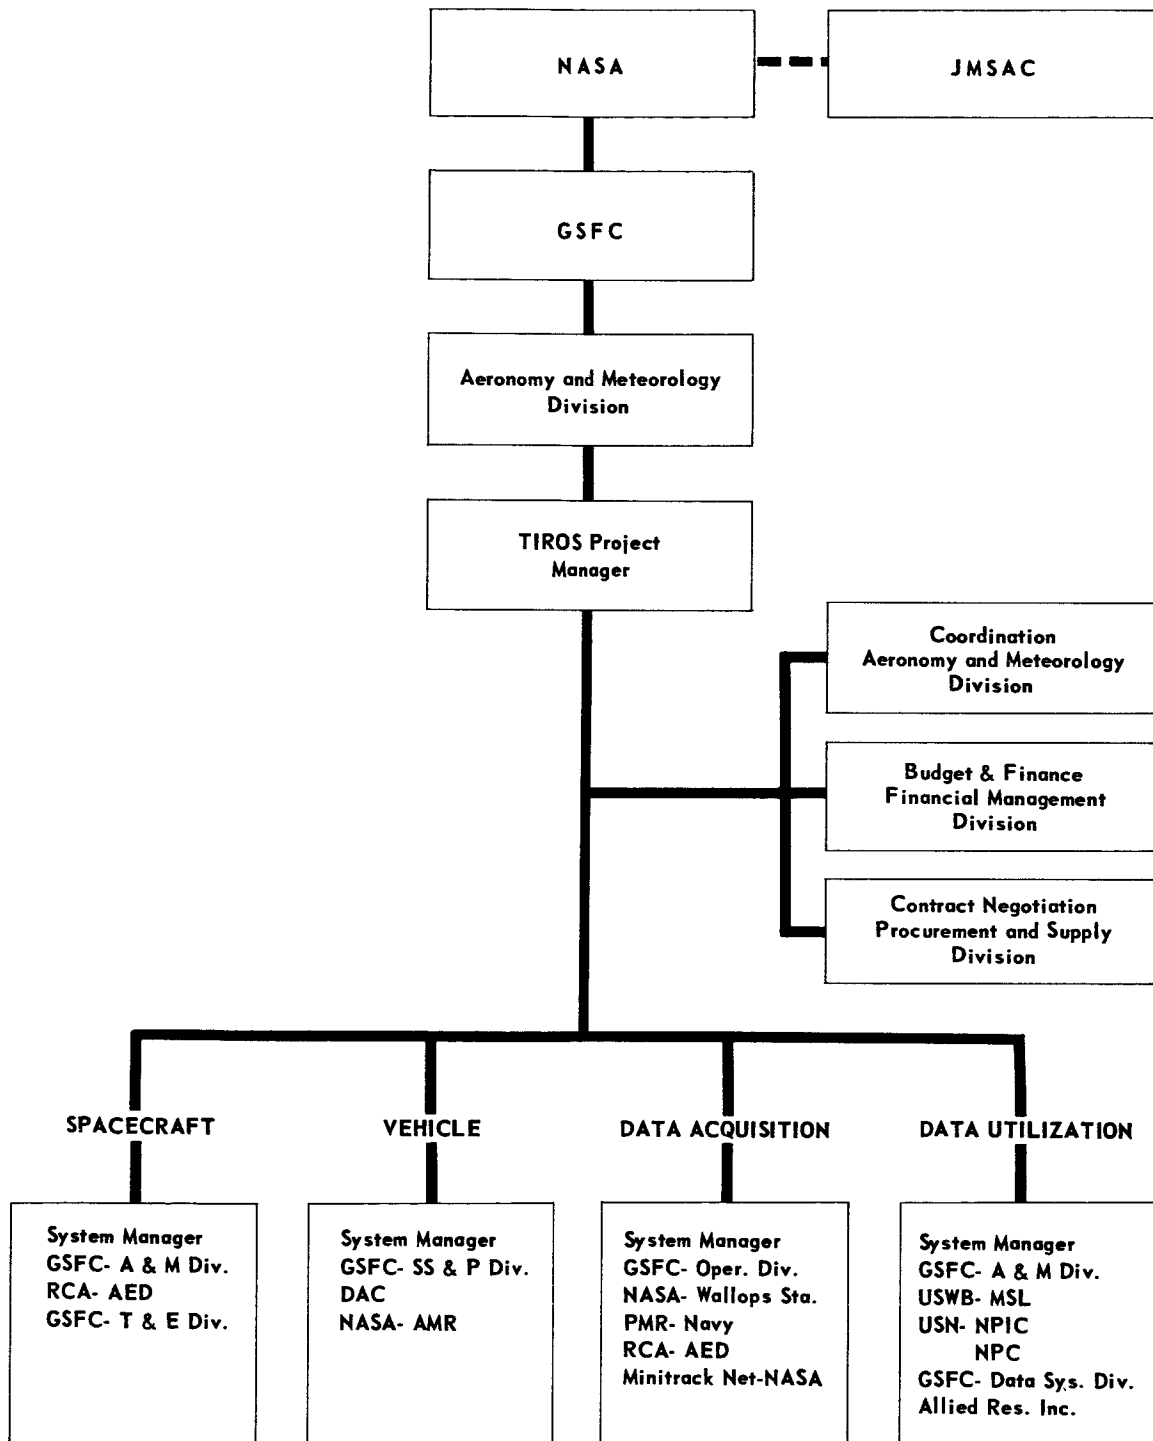 NASA
JMSAC
GSFC
Aeronomy and Meteorology
Division
TIROS Project
Manager
Coordination
Aeronomy and Meteorology
Division
Budget & Finance
Financial Management
Division
Contract Negotiation
Procurement and Supply
Division
SPACECRAFT
System Manager
GSFC- A & M Div.
RCA- AED
GSFC- T & E Div.
VEHICLE
System Manager
GSFC- SS & P Div.
DAC
NASA- AMR
DATA ACQUISITION
System Manager
GSFC- Oper. Div.
NASA- Wallops Sta.
PMR- Navy
RCA- AED
Minitrack Net-NASA
DATA UTILIZATION
System Manager
GSFC- A & M Div.
USWB- MSL
USN- NPIC
NPC
GSFC- Data Sys. Div.
Allied Res. Inc.